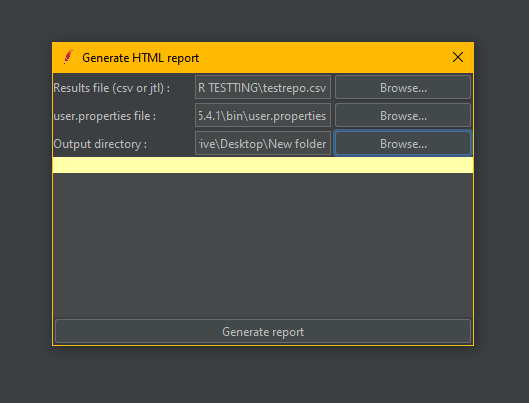 Generate HTML report
Results file (csv or jtl) : R TESTTING\testrepo.csv Browse...
user.properties file : 5.4.1\bin\user.properties Browse...
Output directory : ive\Desktop\New folder Browse...
Generate report